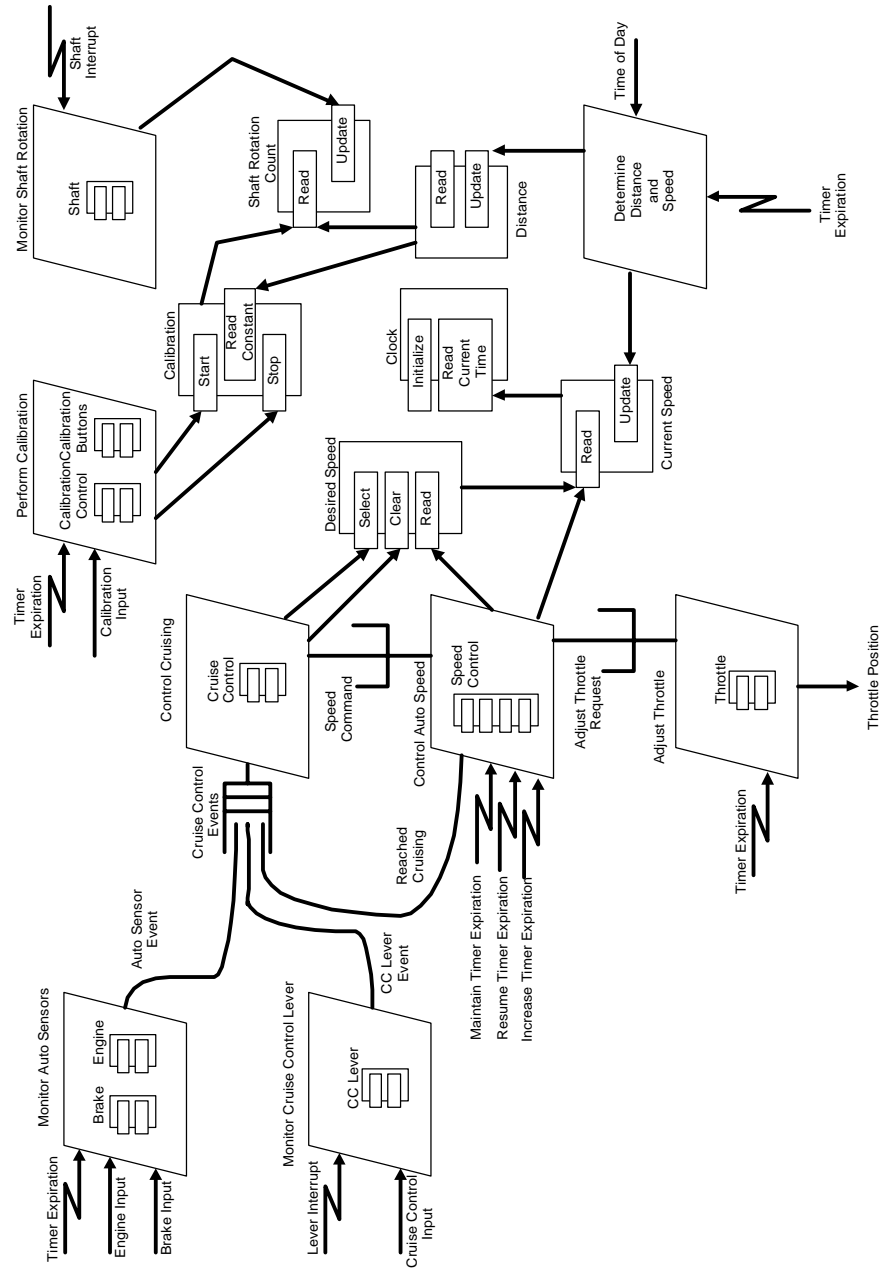 Monitor Auto Sensors
Brake
Engine
Timer Expiration
Engine Input
Brake Input
Auto Sensor
Event
Monitor Cruise Control Lever
CC Lever
Lever Interrupt
Cruise Control
Input
CC Lever
Event
Cruise Control
Events
Reached
Cruising
Control Cruising
Cruise
Control
Speed
Command
Control Auto Speed
Speed
Control
Maintain Timer Expiration
Resume Timer Expiration
Increase Timer Expiration
Adjust Throttle
Request
Adjust Throttle
Throttle
Timer Expiration
Throttle Position
Perform Calibration
Calibration
Control
Calibration
Buttons
Timer
Expiration
Calibration
Input
Desired Speed
Select
Clear
Read
Calibration
Start
Read
Constant
Stop
Clock
Initialize
Read
Current
Time
Current Speed
Read
Update
Monitor Shaft Rotation
Shaft
Shaft
Interrupt
Shaft Rotation
Count
Read
Update
Distance
Read
Update
Determine
Distance
and
Speed
Time of Day
Timer
Expiration